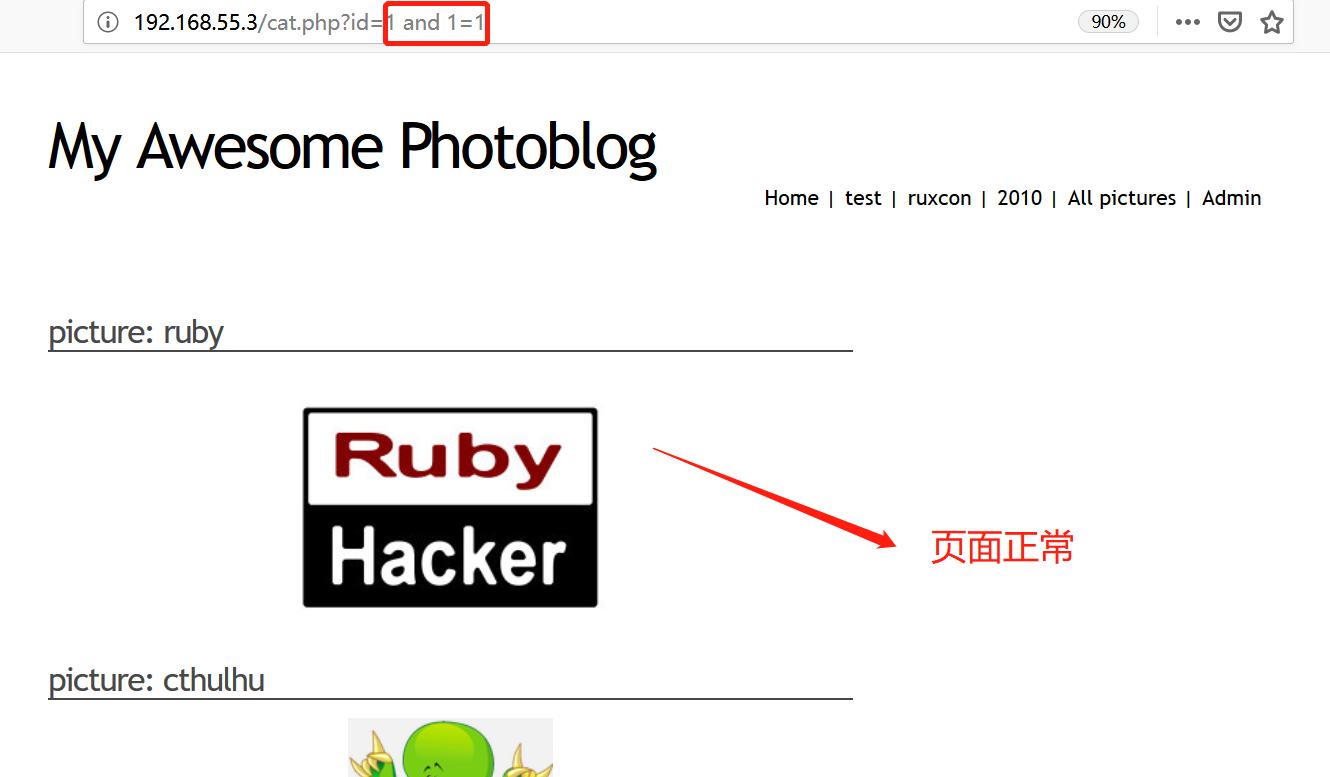 192.168.55.3/cat.php?id=1 and 1=1
90%
My Awesome Photoblog
Home | test | ruxcon | 2010 | All pictures | Admin
picture: ruby
Ruby
Hacker
页面正常
picture: cthulhu